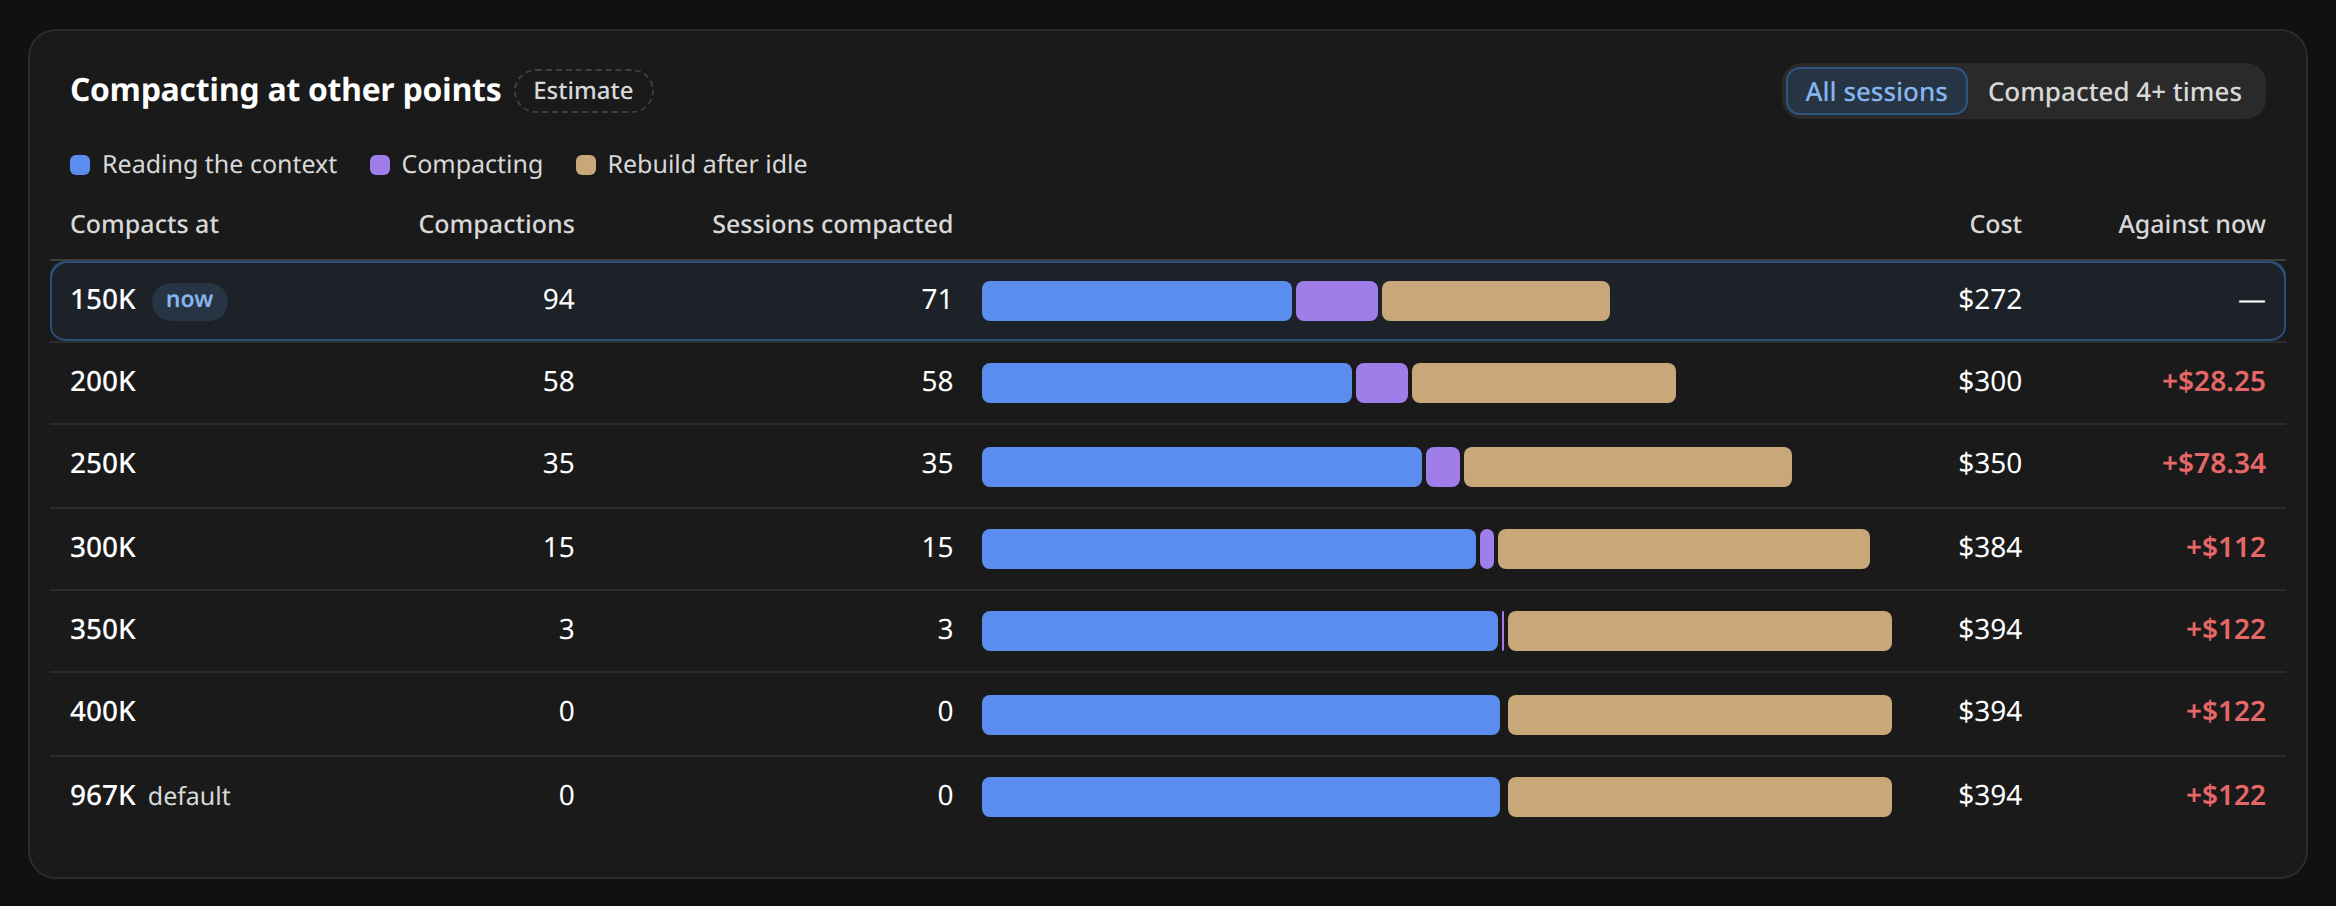 Compacting at other points Estimate All sessions Compacted 4+ times
Reading the context Compacting Rebuild after idle
Compacts at Compactions Sessions compacted Cost Against now
150K now 94 71 $272 —
200K 58 58 $300 +$28.25
250K 35 35 $350 +$78.34
300K 15 15 $384 +$112
350K 3 3 $394 +$122
400K 0 0 $394 +$122
967K default 0 0 $394 +$122